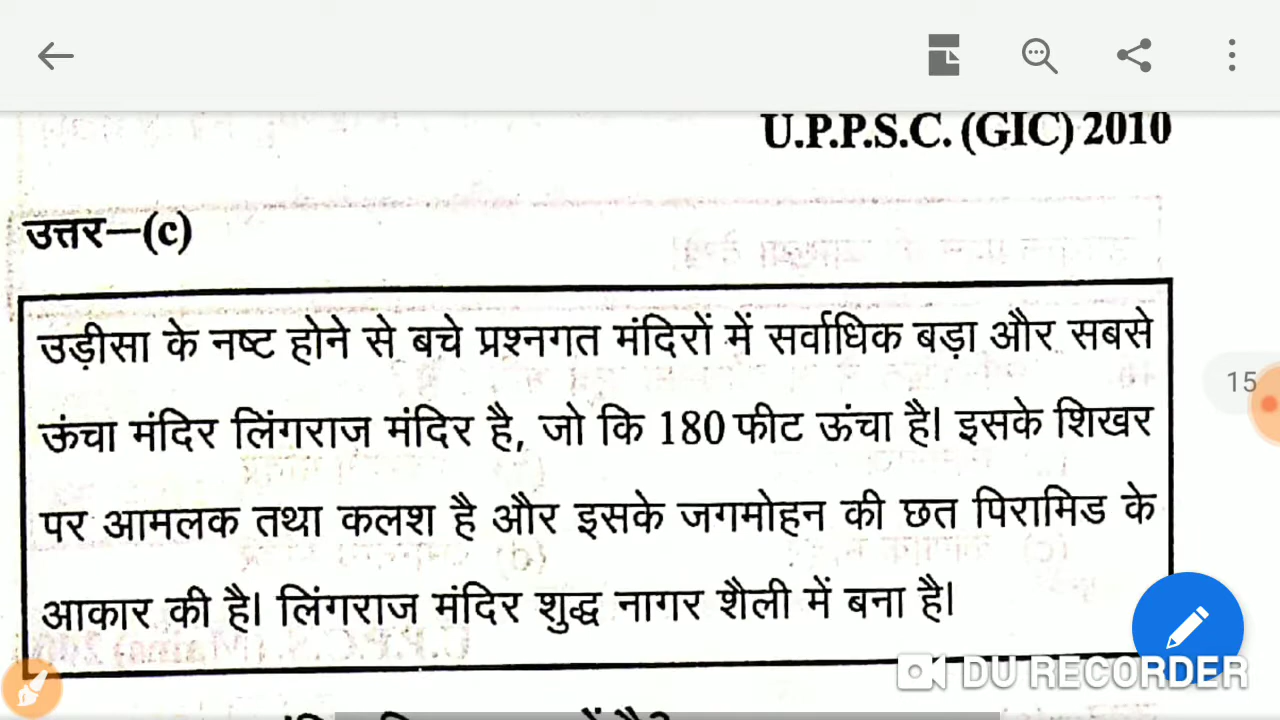 U.P.P.S.C. (GIC) 2010
उत्तर—(c)
उड़ीसा के नष्ट होने से बचे प्रश्नगत मंदिरों में सर्वाधिक बड़ा और सबसे
15
ऊंचा मंदिर लिंगराज मंदिर है, जो कि 180 फीट ऊंचा है। इसके शिखर
पर आमलक तथा कलश है और इसके जगमोहन की छत पिरामिड के
आकार की है। लिंगराज मंदिर शुद्ध नागर शैली में बना है।
DU RECORDER